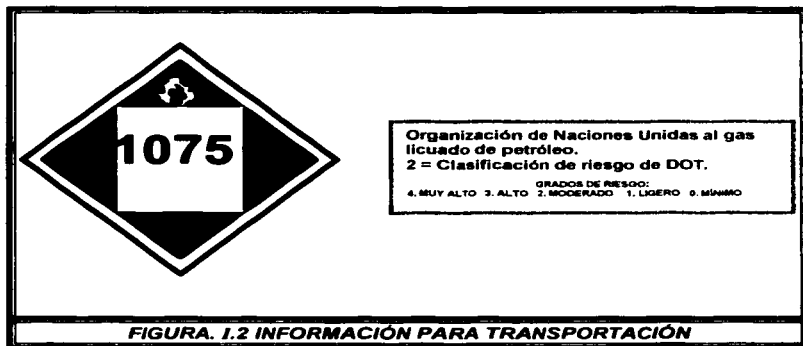 1075
Organización de Naciones Unidas al gas
licuado de petróleo.
2 = Clasificación de riesgo de DOT.
GRADOS DE RIESGO:
4. MUY ALTO 3. ALTO 2. MODERADO 1. LIGERO 0. MÍNIMO
FIGURA. I.2 INFORMACIÓN PARA TRANSPORTACIÓN